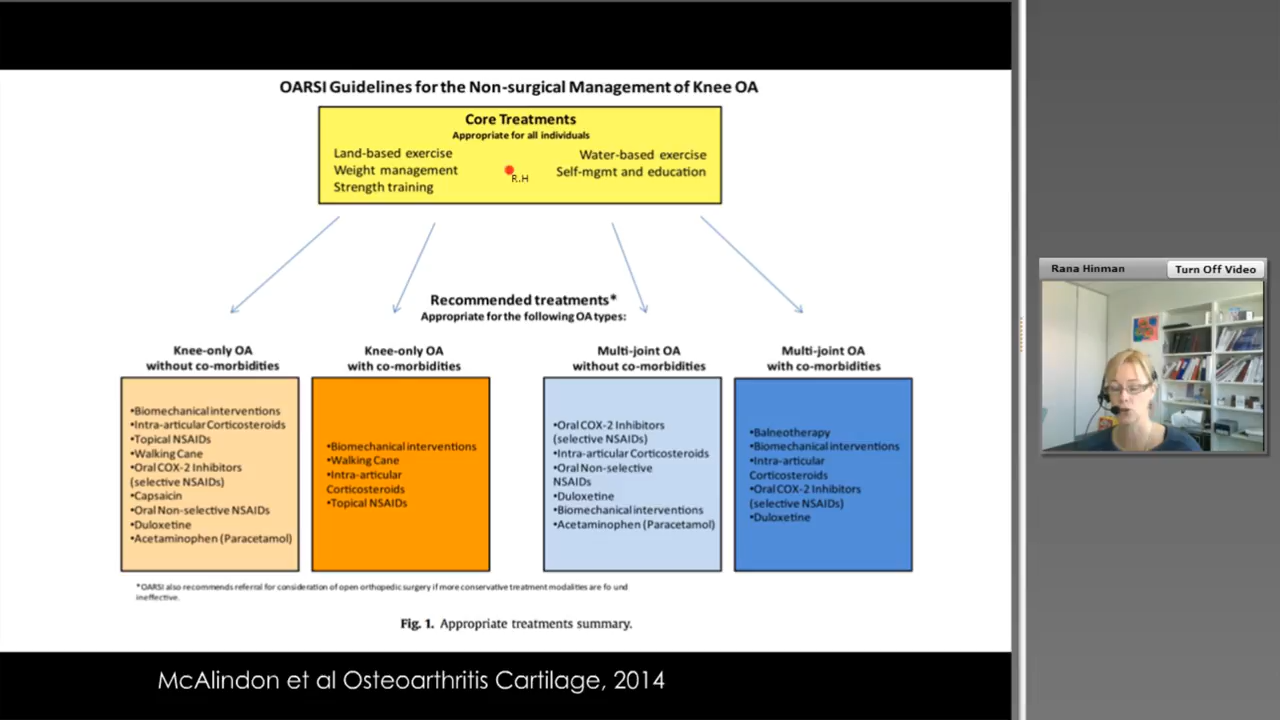 OARSI Guidelines for the Non-surgical Management of Knee OA
Core Treatments
Appropriate for all individuals
Land-based exercise
Weight management
Strength training
Water-based exercise
Self-mgmt and education
R.H
Recommended treatments*
Appropriate for the following OA types:
Knee-only OA
without co-morbidities
•Biomechanical interventions
•Intra-articular Corticosteroids
•Topical NSAIDs
•Walking Cane
•Oral COX-2 Inhibitors
(selective NSAIDs)
•Capsaicin
•Oral Non-selective NSAIDs
•Duloxetine
•Acetaminophen (Paracetamol)
Knee-only OA
with co-morbidities
•Biomechanical interventions
•Walking Cane
•Intra-articular
Corticosteroids
•Topical NSAIDs
Multi-joint OA
without co-morbidities
•Oral COX-2 Inhibitors
(selective NSAIDs)
•Intra-articular Corticosteroids
•Oral Non-selective
NSAIDs
•Duloxetine
•Biomechanical interventions
•Acetaminophen (Paracetamol)
Multi-joint OA
with co-morbidities
•Balneotherapy
•Biomechanical interventions
•Intra-articular
Corticosteroids
•Oral COX-2 Inhibitors
(selective NSAIDs)
•Duloxetine
*OARSI also recommends referral for consideration of open orthopedic surgery if more conservative treatment modalities are fo und
ineffective.
Fig. 1. Appropriate treatments summary.
McAlindon et al Osteoarthritis Cartilage, 2014
Rana Hinman
Turn Off Video